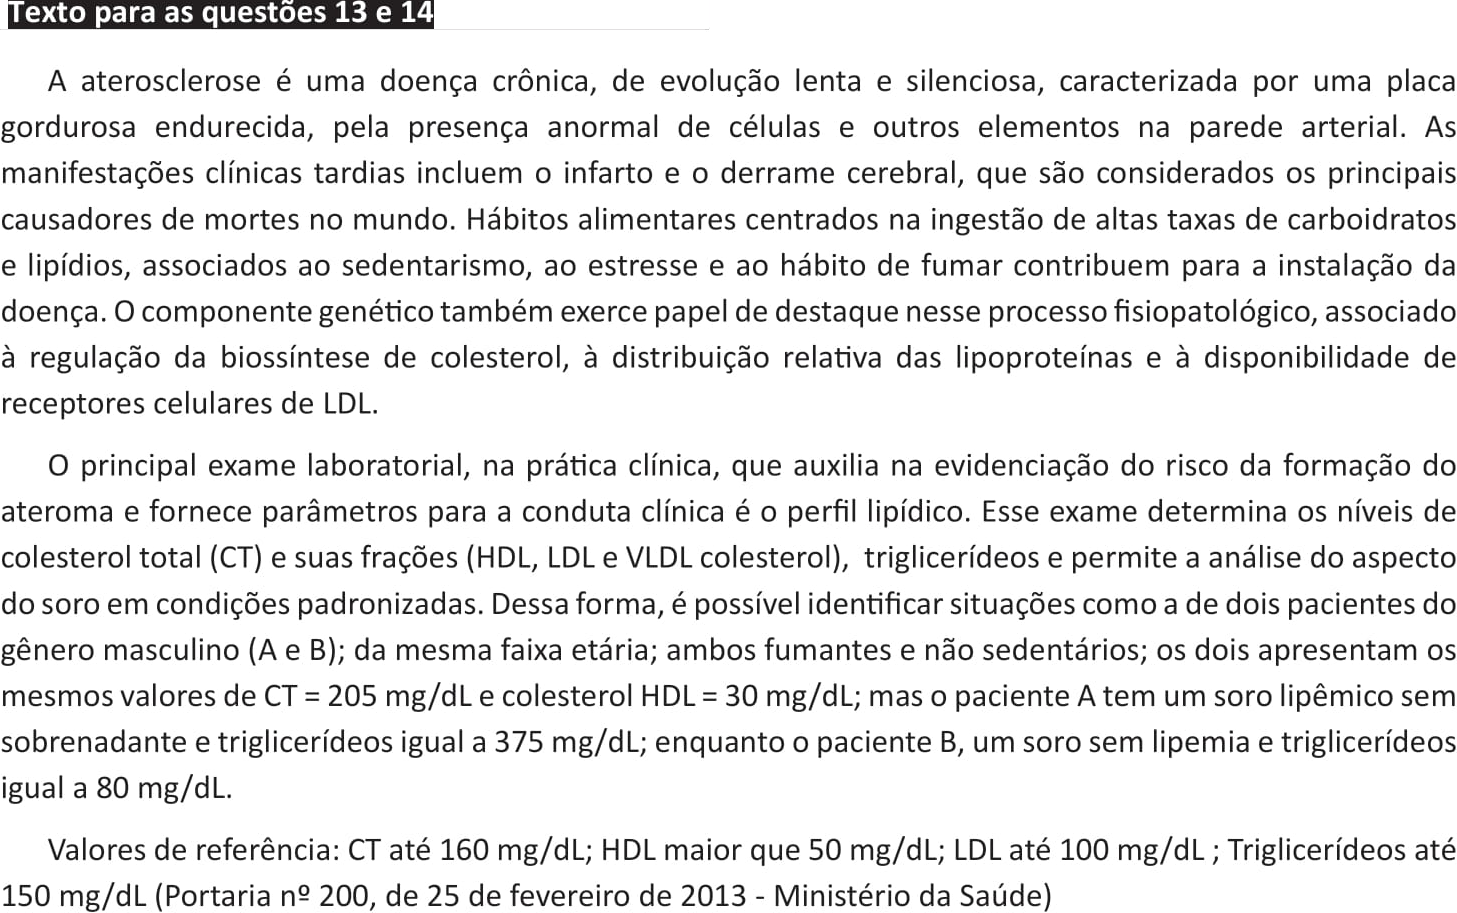 Texto para as questões 13 e 14
A aterosclerose é uma doença crônica, de evolução lenta e silenciosa, caracterizada por uma placa
gordurosa endurecida, pela presença anormal de células e outros elementos na parede arterial. As
manifestações clínicas tardias incluem o infarto e o derrame cerebral, que são considerados os principais
causadores de mortes no mundo. Hábitos alimentares centrados na ingestão de altas taxas de carboidratos
e lipídios, associados ao sedentarismo, ao estresse e ao hábito de fumar contribuem para a instalação da
doença. O componente genético também exerce papel de destaque nesse processo fisiopatológico, associado
à regulação da biossíntese de colesterol, à distribuição relativa das lipoproteínas e à disponibilidade de
receptores celulares de LDL.
O principal exame laboratorial, na prática clínica, que auxilia na evidenciação do risco da formação do
ateroma e fornece parâmetros para a conduta clínica é o perfil lipídico. Esse exame determina os níveis de
colesterol total (CT) e suas frações (HDL, LDL e VLDL colesterol), triglicerídeos e permite a análise do aspecto
do soro em condições padronizadas. Dessa forma, é possível identificar situações como a de dois pacientes do
gênero masculino (A e B); da mesma faixa etária; ambos fumantes e não sedentários; os dois apresentam os
mesmos valores de CT = 205 mg/dL e colesterol HDL = 30 mg/dL; mas o paciente A tem um soro lipêmico sem
sobrenadante e triglicerídeos igual a 375 mg/dL; enquanto o paciente B, um soro sem lipemia e triglicerídeos
igual a 80 mg/dL.
Valores de referência: CT até 160 mg/dL; HDL maior que 50 mg/dL; LDL até 100 mg/dL ; Triglicerídeos até
150 mg/dL (Portaria nº 200, de 25 de fevereiro de 2013 - Ministério da Saúde)